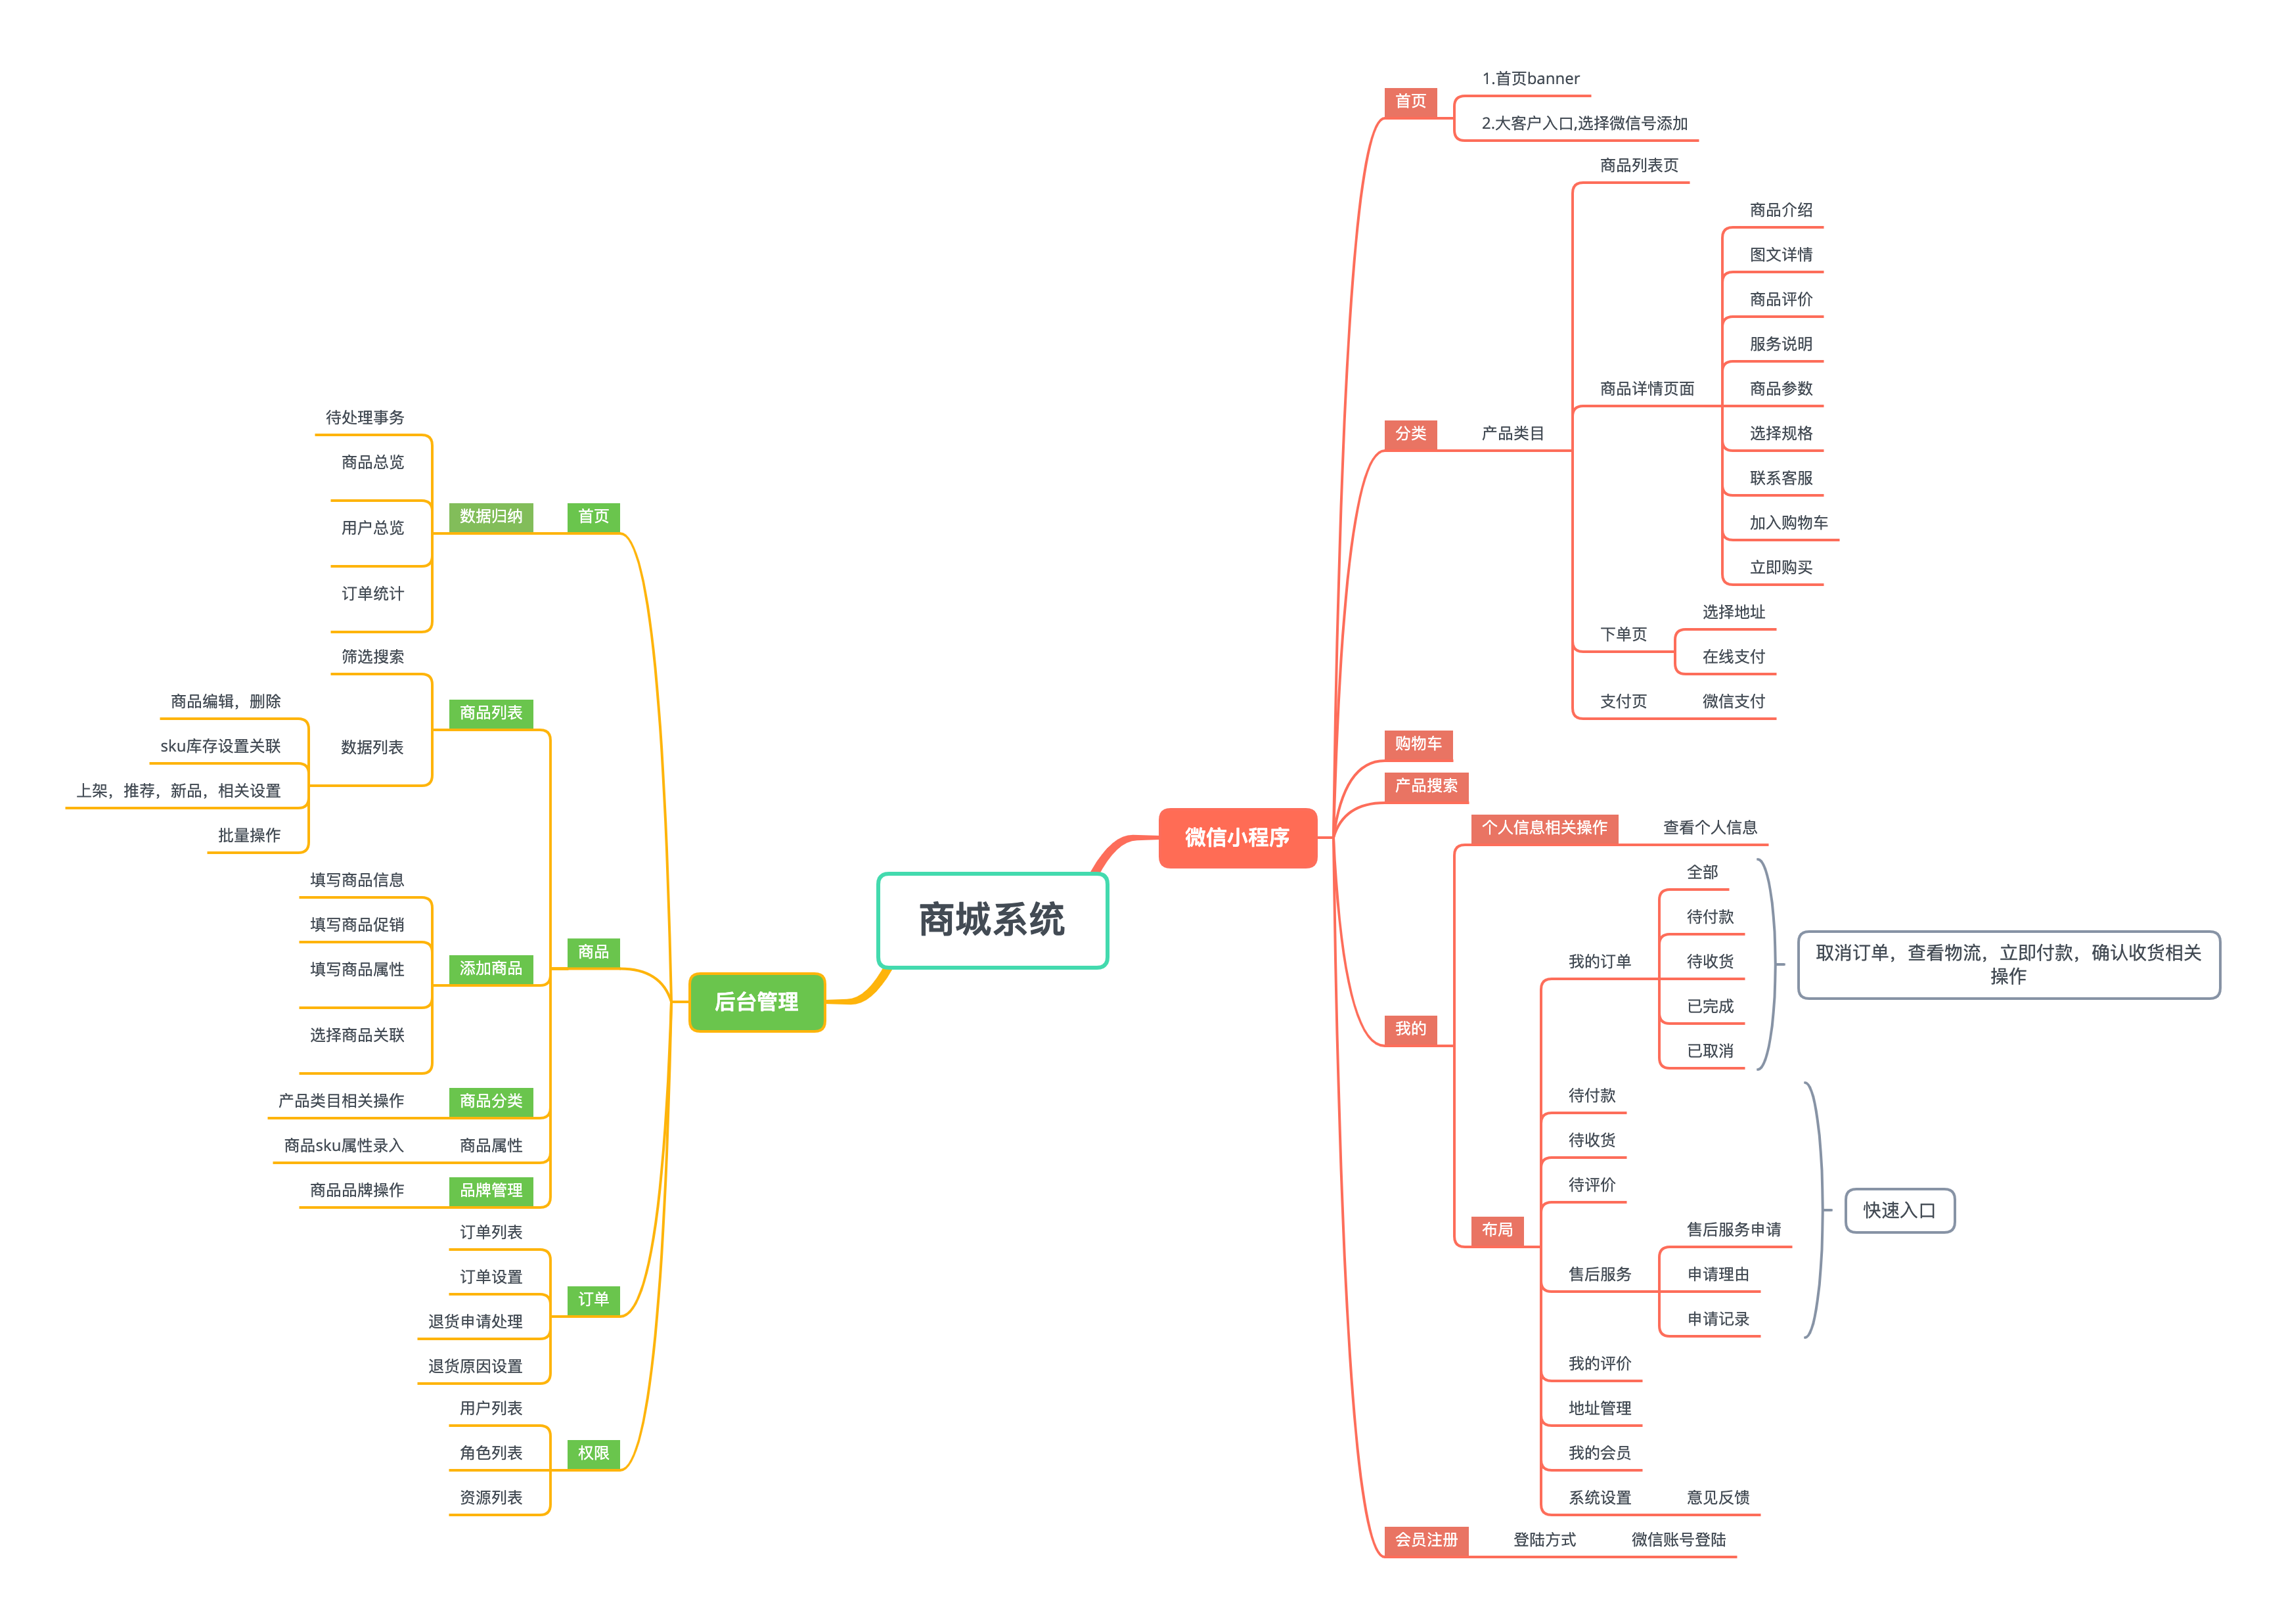 商城系统
微信小程序
首页
1.首页banner
2.大客户入口,选择微信号添加
分类
产品类目
商品列表页
商品详情页面
商品介绍
图文详情
商品评价
服务说明
商品参数
选择规格
联系客服
加入购物车
立即购买
下单页
选择地址
在线支付
支付页
微信支付
购物车
产品搜索
我的
个人信息相关操作
查看个人信息
布局
我的订单
全部
待付款
待收货
已完成
已取消
取消订单，查看物流，立即付款，确认收货相关
操作
待付款
待收货
待评价
售后服务
售后服务申请
申请理由
申请记录
快速入口
我的评价
地址管理
我的会员
系统设置
意见反馈
会员注册
登陆方式
微信账号登陆
后台管理
首页
数据归纳
待处理事务
商品总览
用户总览
订单统计
商品
商品列表
筛选搜索
数据列表
商品编辑，删除
sku库存设置关联
上架，推荐，新品，相关设置
批量操作
添加商品
填写商品信息
填写商品促销
填写商品属性
选择商品关联
商品分类
产品类目相关操作
商品属性
商品sku属性录入
品牌管理
商品品牌操作
订单
订单列表
订单设置
退货申请处理
退货原因设置
权限
用户列表
角色列表
资源列表